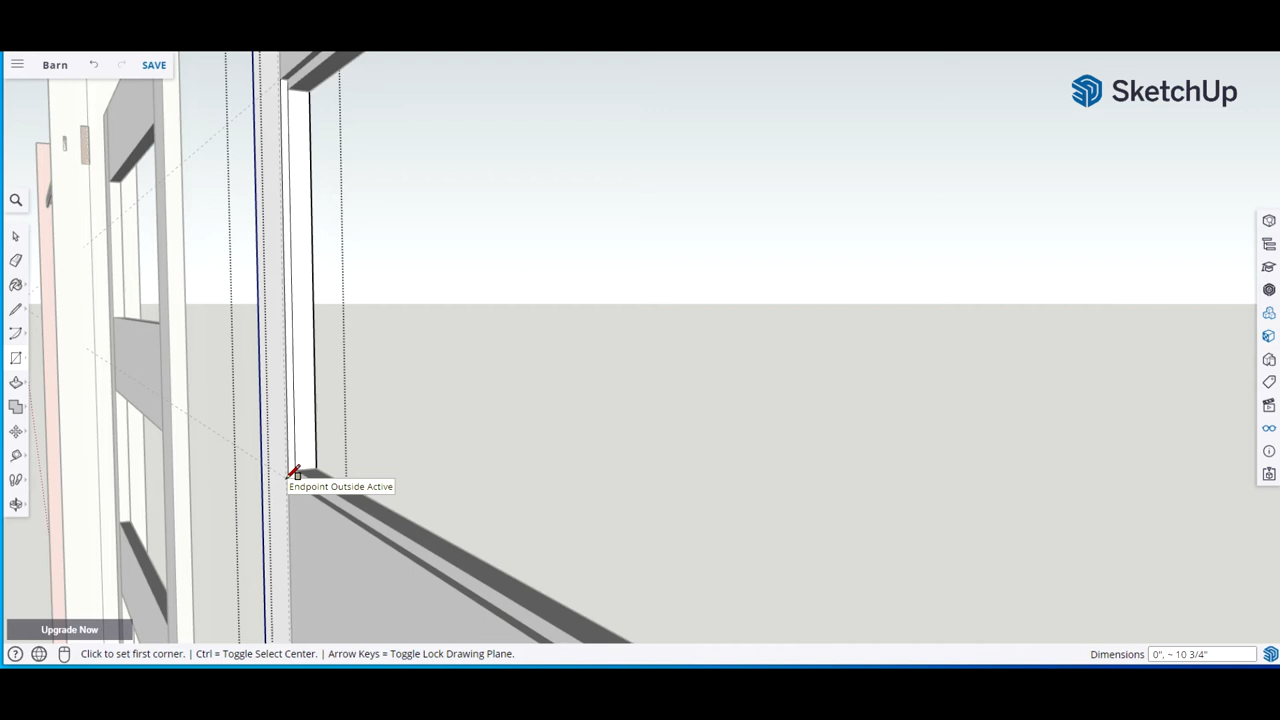 Barn
SAVE
SketchUp
Endpoint Outside Active
Upgrade Now
Click to set first corner. | Ctrl = Toggle Select Center. | Arrow Keys = Toggle Lock Drawing Plane.
Dimensions 0", ~ 10 3/4"